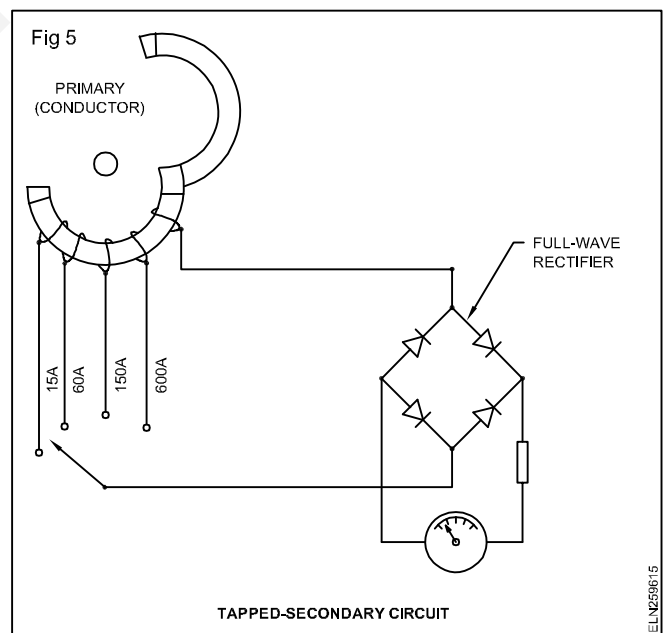 Fig 5
PRIMARY
(CONDUCTOR)
FULL-WAVE
RECTIFIER
15A
60A
150A
600A
TAPPED-SECONDARY CIRCUIT
ELN259615